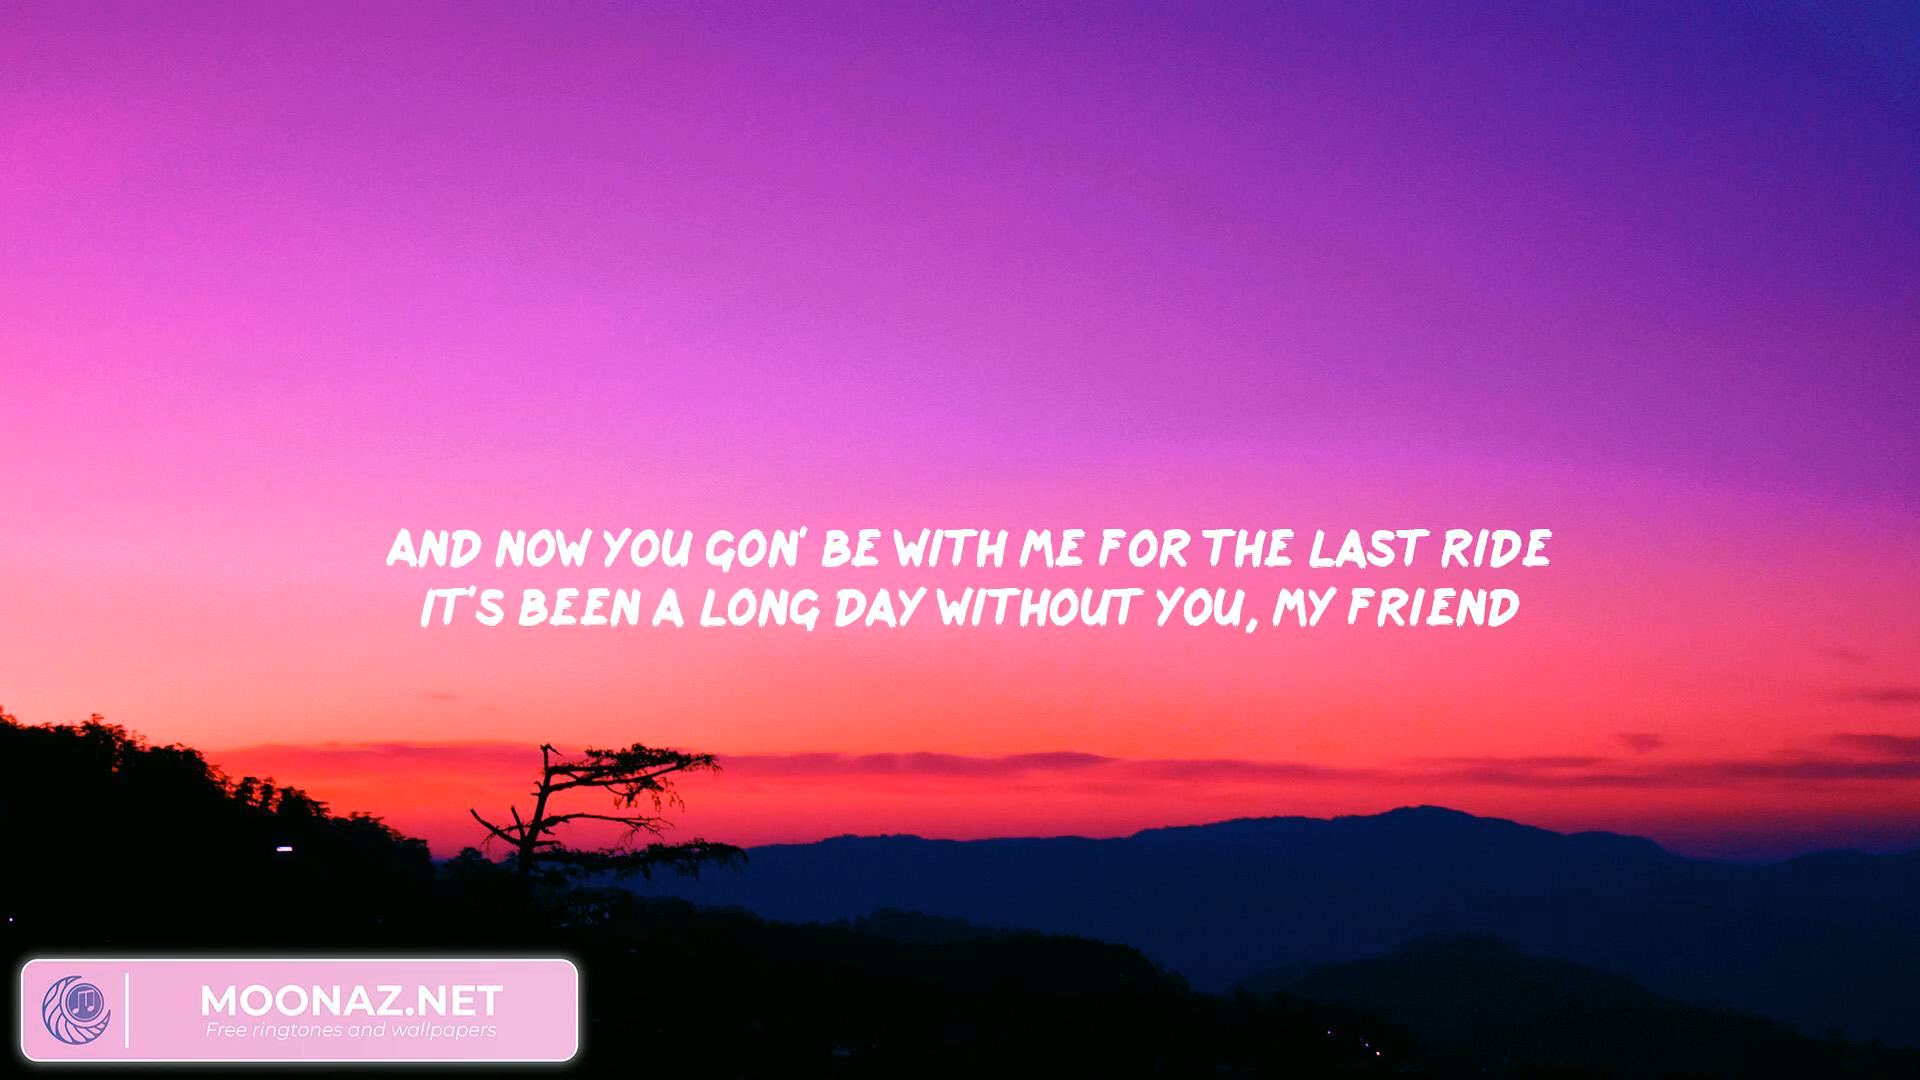 AND NOW YOU GON' BE WITH ME FOR THE LAST RIDE
IT'S BEEN A LONG DAY WITHOUT YOU, MY FRIEND
MOONAZ.NET
Free ringtones and wallpapers